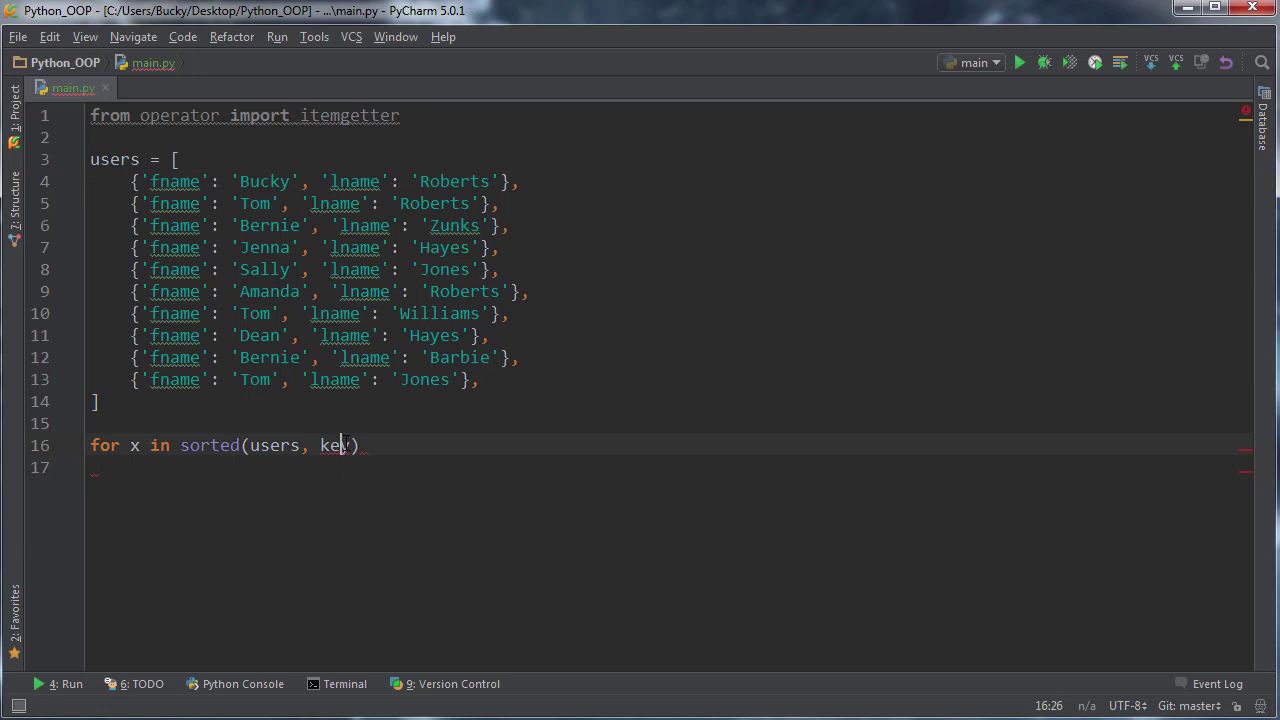 Python_OOP - [C:/Users/Bucky/Desktop/Python_OOP] - ...\main.py - PyCharm 5.0.1
File Edit View Navigate Code Refactor Run Tools VCS Window Help
Python_OOP main.py main VCS VCS
main.py
1: Project
7: Structure
2: Favorites
Database
1 from operator import itemgetter
2
3 users = [
4 {'fname': 'Bucky', 'lname': 'Roberts'},
5 {'fname': 'Tom', 'lname': 'Roberts'},
6 {'fname': 'Bernie', 'lname': 'Zunks'},
7 {'fname': 'Jenna', 'lname': 'Hayes'},
8 {'fname': 'Sally', 'lname': 'Jones'},
9 {'fname': 'Amanda', 'lname': 'Roberts'},
10 {'fname': 'Tom', 'lname': 'Williams'},
11 {'fname': 'Dean', 'lname': 'Hayes'},
12 {'fname': 'Bernie', 'lname': 'Barbie'},
13 {'fname': 'Tom', 'lname': 'Jones'},
14 ]
15
16 for x in sorted(users, key)
17
4: Run 6: TODO Python Console Terminal 9: Version Control Event Log
16:26 n/a UTF-8 Git: master